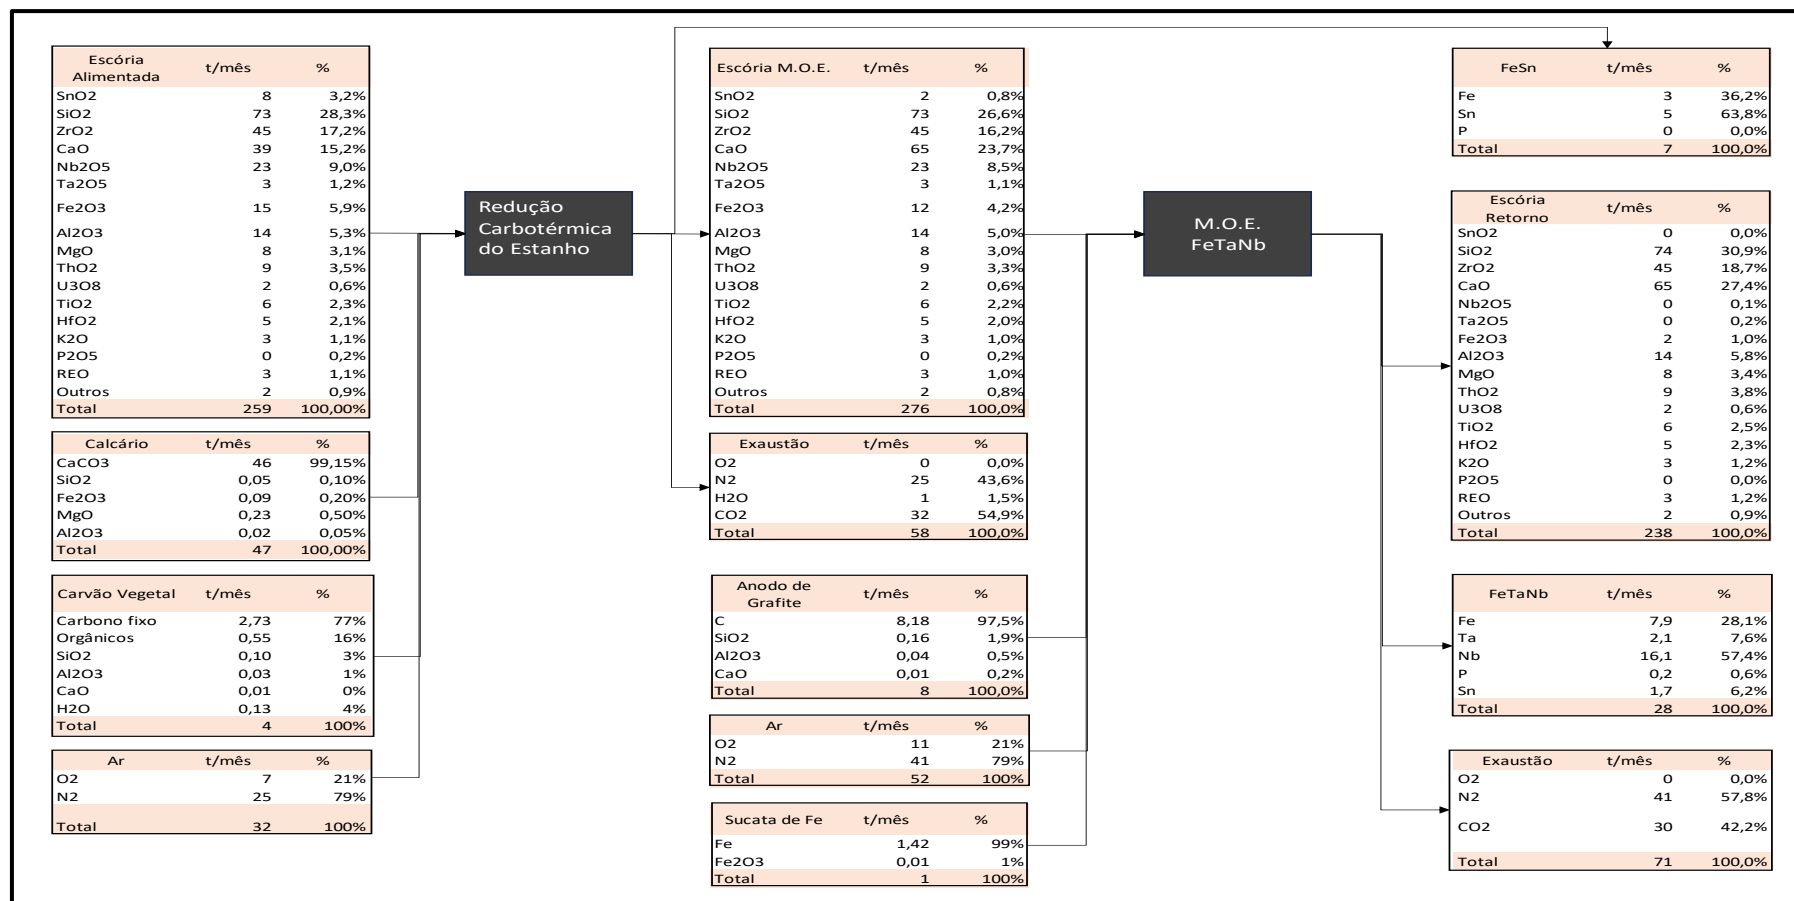 Escória Alimentada t/mês %
SnO2 8 3,2%
SiO2 73 28,3%
ZrO2 45 17,2%
CaO 39 15,2%
Nb2O5 23 9,0%
Ta2O5 3 1,2%
Fe2O3 15 5,9%
Al2O3 14 5,3%
MgO 8 3,1%
ThO2 9 3,5%
U3O8 2 0,6%
TiO2 6 2,3%
HfO2 5 2,1%
K2O 3 1,1%
P2O5 0 0,2%
REO 3 1,1%
Outros 2 0,9%
Total 259 100,00%
Calcário t/mês %
CaCO3 46 99,15%
SiO2 0,05 0,10%
Fe2O3 0,09 0,20%
MgO 0,23 0,50%
Al2O3 0,02 0,05%
Total 47 100,00%
Carvão Vegetal t/mês %
Carbono fixo 2,73 77%
Orgânicos 0,55 16%
SiO2 0,10 3%
Al2O3 0,03 1%
CaO 0,01 0%
H2O 0,13 4%
Total 4 100%
Ar t/mês %
O2 7 21%
N2 25 79%
Total 32 100%
Redução
Carbotérmica
do Estanho
Escória M.O.E. t/mês %
SnO2 2 0,8%
SiO2 73 26,6%
ZrO2 45 16,2%
CaO 65 23,7%
Nb2O5 23 8,5%
Ta2O5 3 1,1%
Fe2O3 12 4,2%
Al2O3 14 5,0%
MgO 8 3,0%
ThO2 9 3,3%
U3O8 2 0,6%
TiO2 6 2,2%
HfO2 5 2,0%
K2O 3 1,0%
P2O5 0 0,2%
REO 3 1,0%
Outros 2 0,8%
Total 276 100,0%
Exaustão t/mês %
O2 0 0,0%
N2 25 43,6%
H2O 1 1,5%
CO2 32 54,9%
Total 58 100,0%
Anodo de Grafite t/mês %
C 8,18 97,5%
SiO2 0,16 1,9%
Al2O3 0,04 0,5%
CaO 0,01 0,2%
Total 8 100,0%
Ar t/mês %
O2 11 21%
N2 41 79%
Total 52 100%
Sucata de Fe t/mês %
Fe 1,42 99%
Fe2O3 0,01 1%
Total 1 100%
M.O.E.
FeTaNb
FeSn t/mês %
Fe 3 36,2%
Sn 5 63,8%
P 0 0,0%
Total 7 100,0%
Escória Retorno t/mês %
SnO2 0 0,0%
SiO2 74 30,9%
ZrO2 45 18,7%
CaO 65 27,4%
Nb2O5 0 0,1%
Ta2O5 0 0,2%
Fe2O3 2 1,0%
Al2O3 14 5,8%
MgO 8 3,4%
ThO2 9 3,8%
U3O8 2 0,6%
TiO2 6 2,5%
HfO2 5 2,3%
K2O 3 1,2%
P2O5 0 0,0%
REO 3 1,2%
Outros 2 0,9%
Total 238 100,0%
FeTaNb t/mês %
Fe 7,9 28,1%
Ta 2,1 7,6%
Nb 16,1 57,4%
P 0,2 0,6%
Sn 1,7 6,2%
Total 28 100,0%
Exaustão t/mês %
O2 0 0,0%
N2 41 57,8%
CO2 30 42,2%
Total 71 100,0%